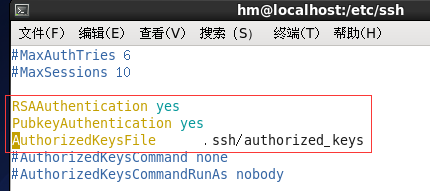 hm@localhost:/etc/ssh
文件(F) 编辑(E) 查看(V) 搜索 (S) 终端(T) 帮助(H)
#MaxAuthTries 6
#MaxSessions 10
RSAAuthentication yes
PubkeyAuthentication yes
AuthorizedKeysFile .ssh/authorized_keys
#AuthorizedKeysCommand none
#AuthorizedKeysCommandRunAs nobody